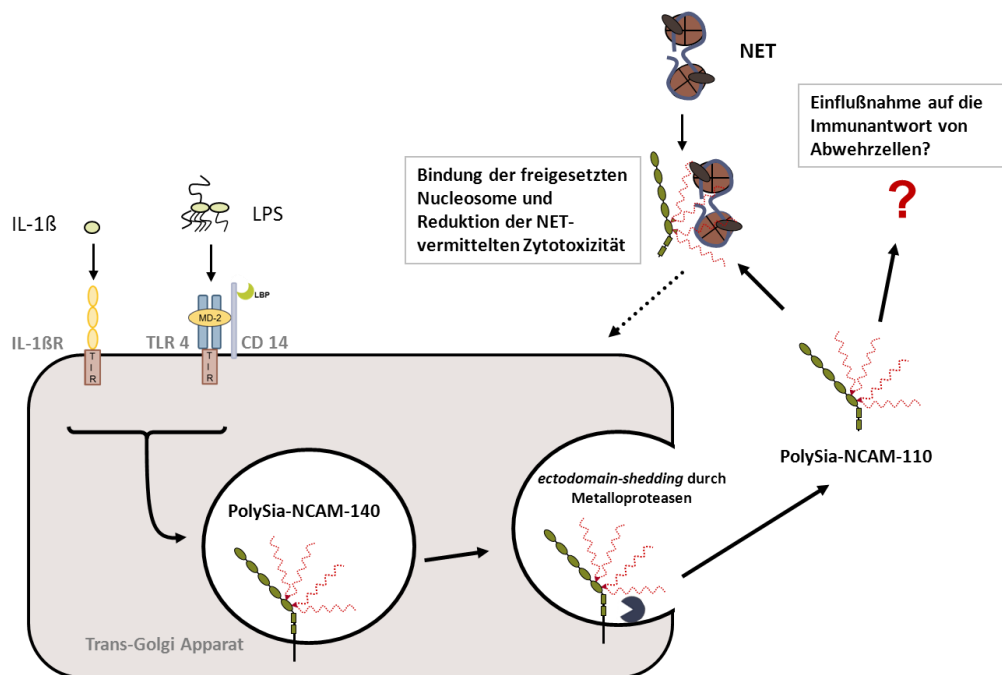 NET
Einflußnahme auf die
Immunantwort von
Abwehrzellen?
?
Bindung der freigesetzten
Nucleosome und
Reduktion der NET-
vermittelten Zytotoxizität
IL-1ß
LPS
LBP
MD-2
IL-1ßR
TLR 4
CD 14
TIR
TIR
PolySia-NCAM-110
ectodomain-shedding durch
Metalloproteasen
PolySia-NCAM-140
Trans-Golgi Apparat